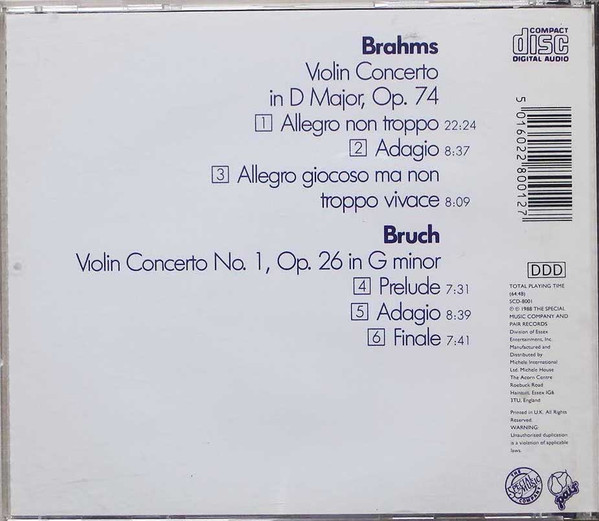 Brahms
Violin Concerto
in D Major, Op. 74
1 Allegro non troppo 22:24
2 Adagio 8:37
3 Allegro giocoso ma non
troppo vivace 8:09
Bruch
Violin Concerto No. 1, Op. 26 in G minor
4 Prelude 7:31
5 Adagio 8:39
6 Finale 7:41
COMPACT
disc
DIGITAL AUDIO
5 016022 800127
DDD
TOTAL PLAYING TIME
(64:48)
SCD-8001
℗ © 1988 THE SPECIAL
MUSIC COMPANY AND
PAIR RECORDS
Division of Essex
Entertainment, Inc.
Manufactured and
Distributed by
Michele International
Ltd. Michele House
The Acorn Centre
Roebuck Road
Hainault, Essex IG6
3TU, England
Printed in U.K. All Rights
Reserved
WARNING:
Unauthorized duplication
is a violation of applicable
laws.
THE
SPECIAL
MUSIC
COMPANY
pair